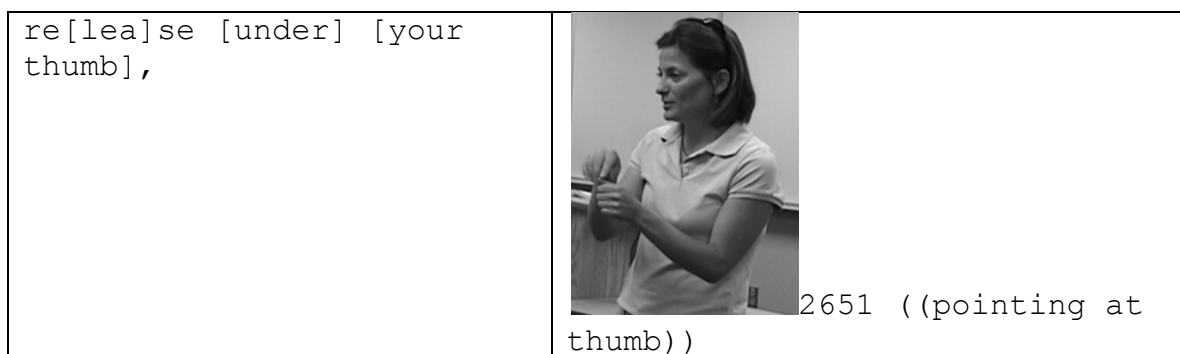 re[lea]se [under] [your
thumb],
2651 ((pointing at
thumb))